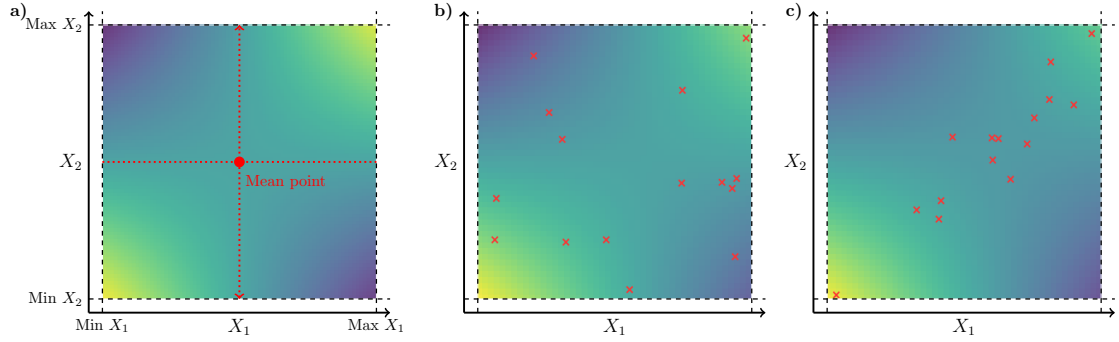 a)
Max X₂
X₂
Mean point
Min X₂
Min X₁
X₁
Max X₁
b)
X₂
X₁
c)
X₂
X₁